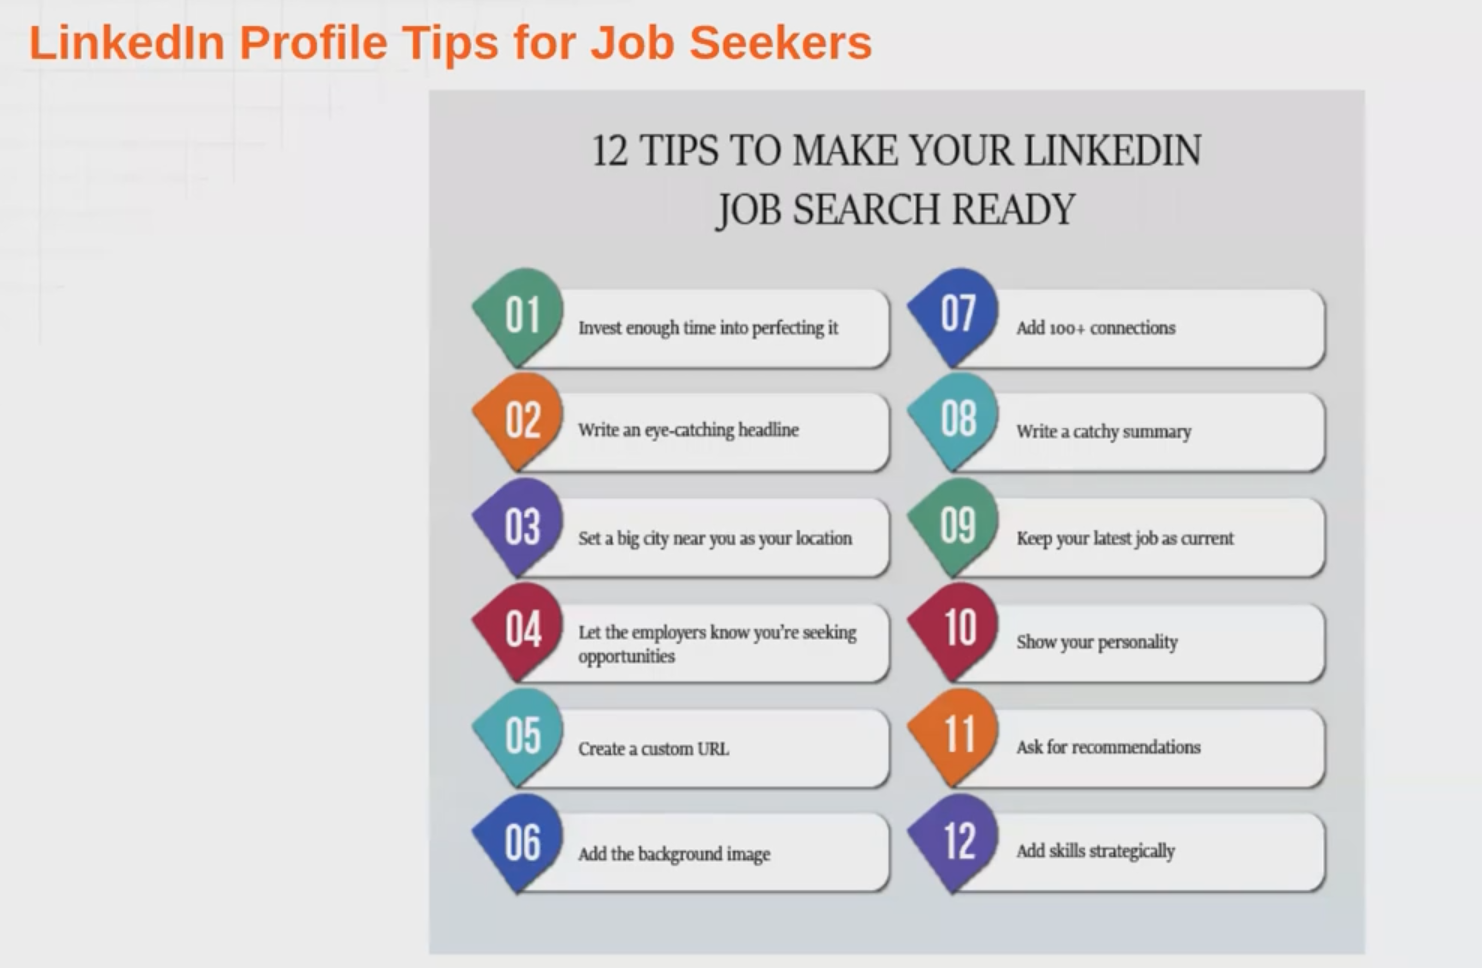 LinkedIn Profile Tips for Job Seekers
12 TIPS TO MAKE YOUR LINKEDIN
JOB SEARCH READY
01
Invest enough time into perfecting it
02
Write an eye-catching headline
03
Set a big city near you as your location
04
Let the employers know you're seeking
opportunities
05
Create a custom URL
06
Add the background image
07
Add 100+ connections
08
Write a catchy summary
09
Keep your latest job as current
10
Show your personality
11
Ask for recommendations
12
Add skills strategically